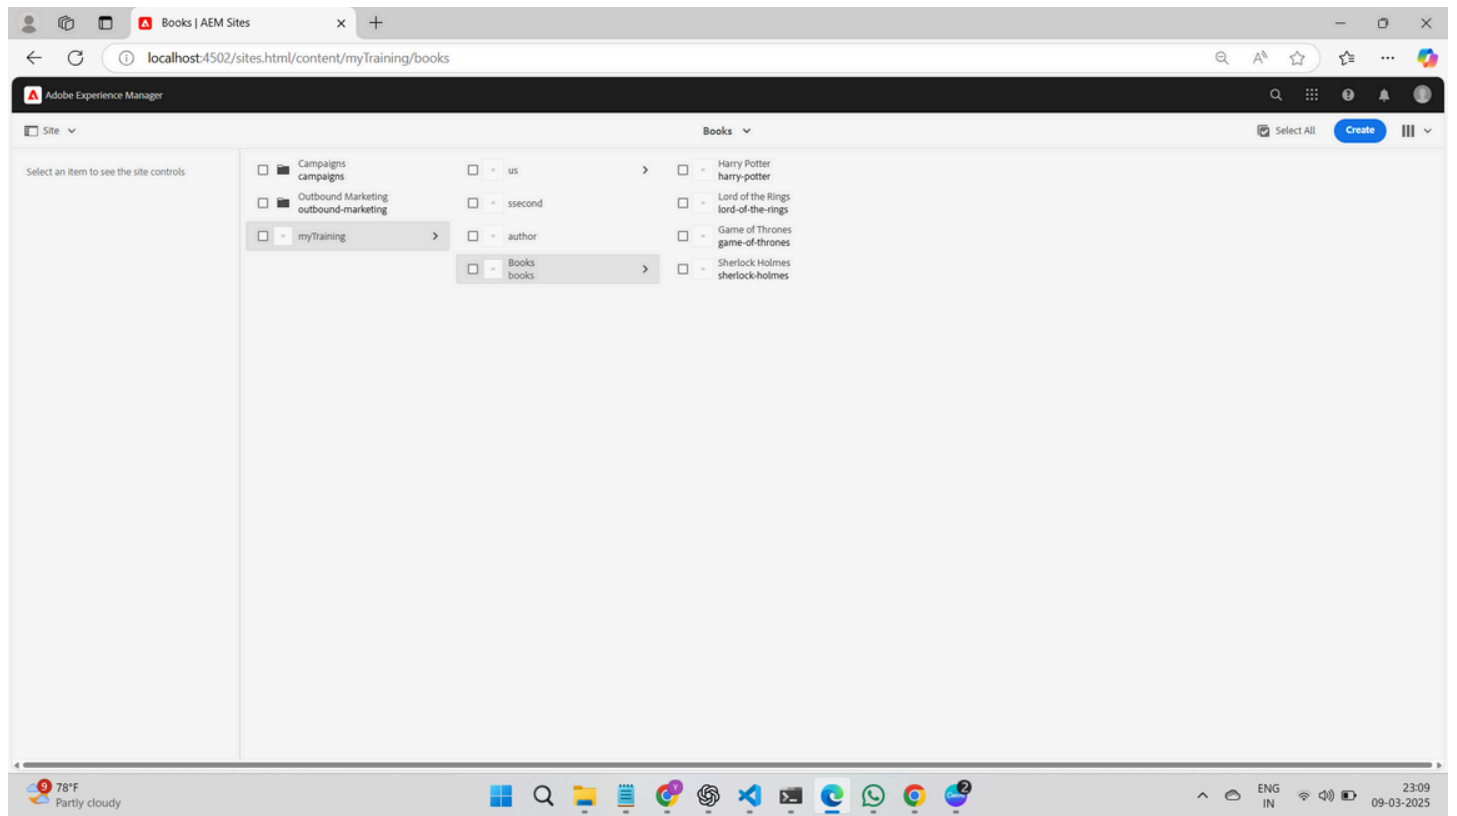 Books | AEM Sites
localhost:4502/sites.html/content/myTraining/books
Adobe Experience Manager
Site
Books
Select All
Create
Select an item to see the site controls
Campaigns
campaigns
Outbound Marketing
outbound-marketing
myTraining
us
ssecond
author
Books
books
Harry Potter
harry-potter
Lord of the Rings
lord-of-the-rings
Game of Thrones
game-of-thrones
Sherlock Holmes
sherlock-holmes
9
78°F
Partly cloudy
2
ENG
IN
23:09
09-03-2025